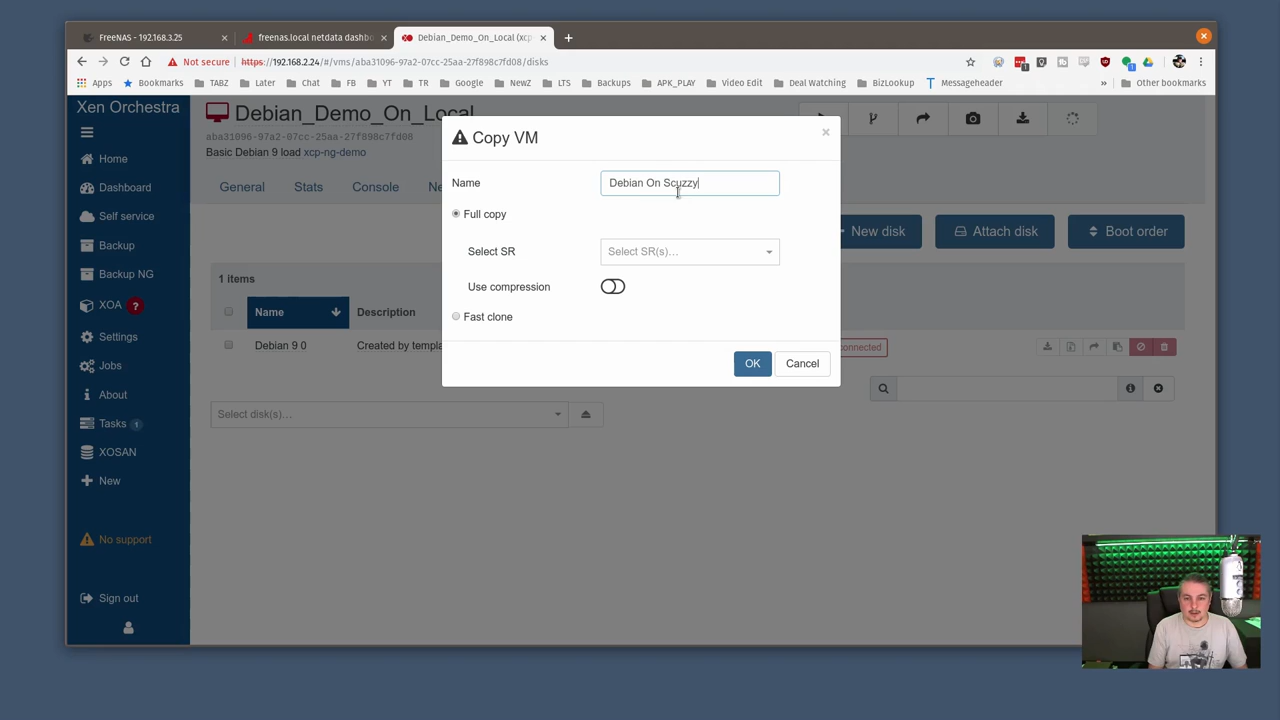 FreeNAS - 192.168.3.25
freenas.local netdata dashb
Debian_Demo_On_Local (xcp
Not secure
https://192.168.2.24/#/vms/aba31096-97a2-07cc-25aa-27f898c7fd08/disks
Apps
Bookmarks
TABZ
Later
Chat
FB
YT
TR
Google
NewZ
LTS
Backups
APK_PLAY
Video Edit
Deal Watching
BizLookup
Messageheader
Other bookmarks
Xen Orchestra
Home
Dashboard
Self service
Backup
Backup NG
XOA ?
Settings
Jobs
About
Tasks 1
XOSAN
New
No support
Sign out
Debian_Demo_On_Local
aba31096-97a2-07cc-25aa-27f898c7fd08
Basic Debian 9 load xcp-ng-demo
General
Stats
Console
Ne
New disk
Attach disk
Boot order
1 items
Name
Description
Debian 9 0
Created by templa
connected
Select disk(s)…
Copy VM
×
Name
Debian On Scuzzy
Full copy
Select SR
Select SR(s)…
Use compression
Fast clone
OK
Cancel